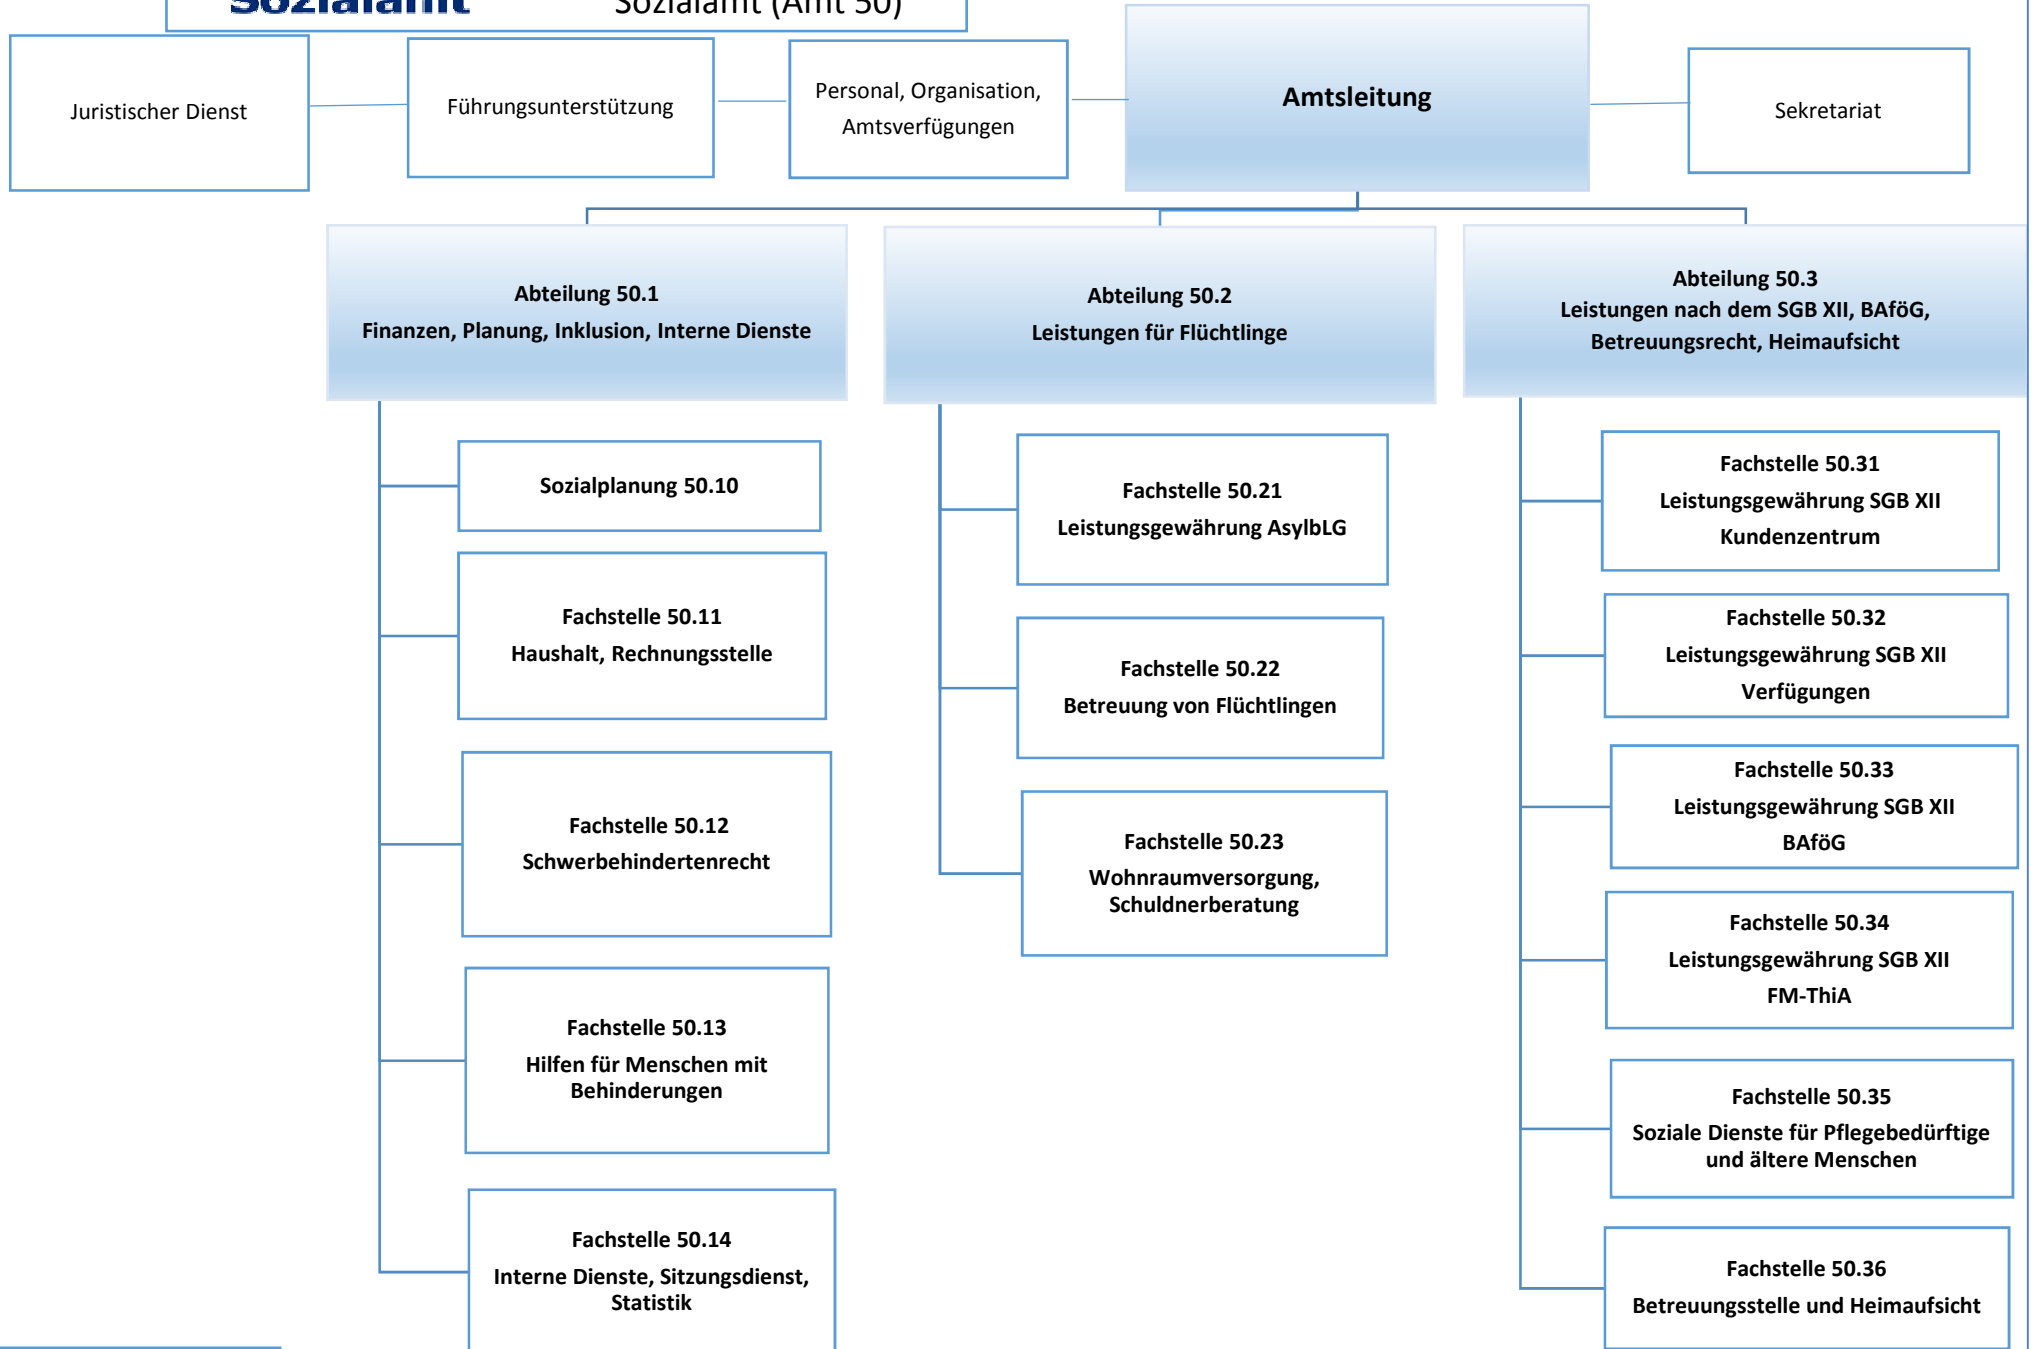 Sozialamt
Sozialamt (Amt 50)
Juristischer Dienst
Führungsunterstützung
Personal, Organisation,
Amtsverfügungen
Amtsleitung
Sekretariat
Abteilung 50.1
Finanzen, Planung, Inklusion, Interne Dienste
Abteilung 50.2
Leistungen für Flüchtlinge
Abteilung 50.3
Leistungen nach dem SGB XII, BAföG,
Betreuungsrecht, Heimaufsicht
Sozialplanung 50.10
Fachstelle 50.11
Haushalt, Rechnungsstelle
Fachstelle 50.12
Schwerbehindertenrecht
Fachstelle 50.13
Hilfen für Menschen mit
Behinderungen
Fachstelle 50.14
Interne Dienste, Sitzungsdienst,
Statistik
Fachstelle 50.21
Leistungsgewährung AsylbLG
Fachstelle 50.22
Betreuung von Flüchtlingen
Fachstelle 50.23
Wohnraumversorgung,
Schuldnerberatung
Fachstelle 50.31
Leistungsgewährung SGB XII
Kundenzentrum
Fachstelle 50.32
Leistungsgewährung SGB XII
Verfügungen
Fachstelle 50.33
Leistungsgewährung SGB XII
BAföG
Fachstelle 50.34
Leistungsgewährung SGB XII
FM-ThiA
Fachstelle 50.35
Soziale Dienste für Pflegebedürftige
und ältere Menschen
Fachstelle 50.36
Betreuungsstelle und Heimaufsicht